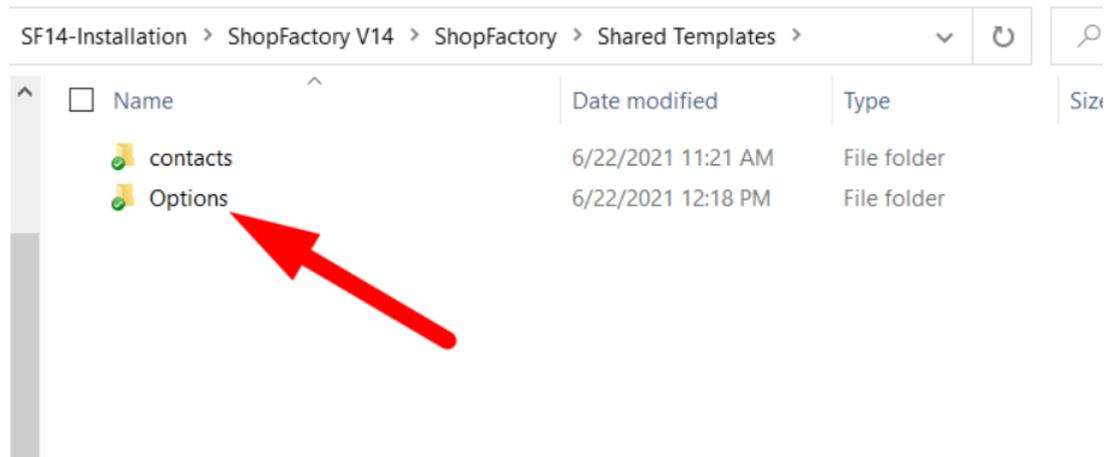 SF14-Installation > ShopFactory V14 > ShopFactory > Shared Templates >
Name Date modified Type Size
contacts 6/22/2021 11:21 AM File folder
Options 6/22/2021 12:18 PM File folder